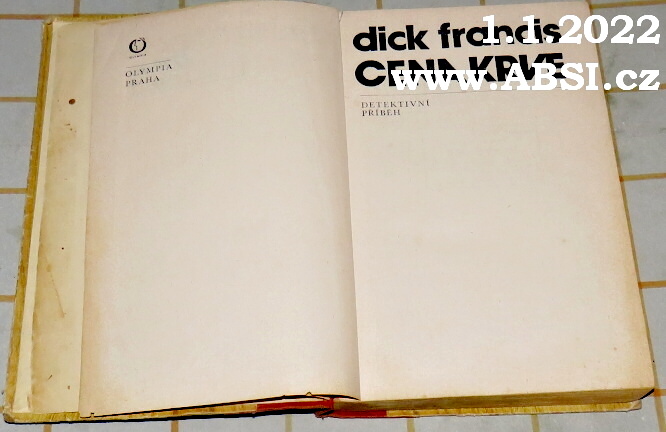 OLYMPIA
PRAHA
dick francis
CENA KRVE
DETEKTIVNÍ
PŘÍBĚH
1.1.2022
www.ABSI.cz